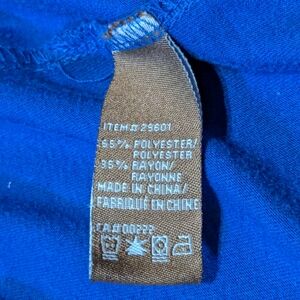 ITEM# 29601
65% POLYESTER/
POLYESTER
35% RAYON/
RAYONNE
MADE IN CHINA/
FABRIQUÉ EN CHINE
CA#00222